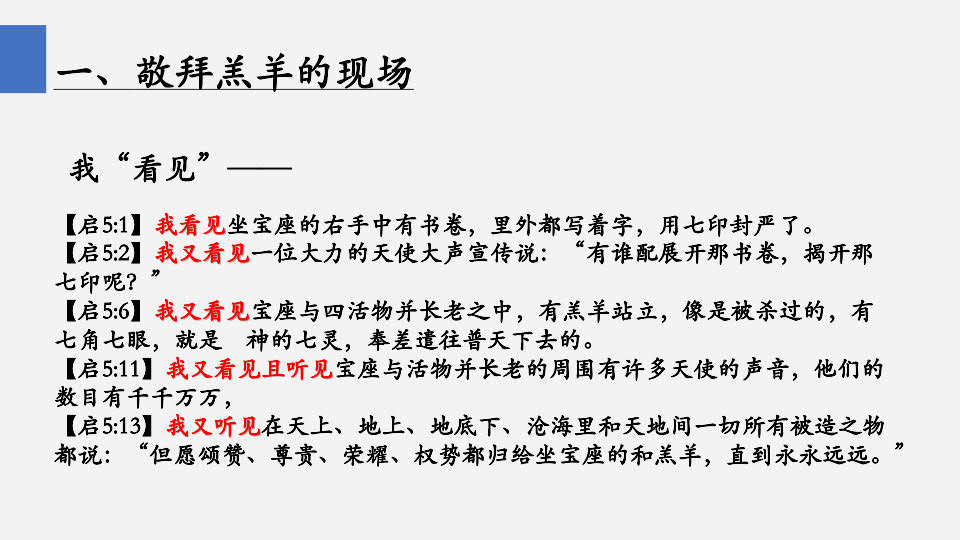 一、敬拜羔羊的现场
我“看见”——
【启5:1】我看见坐宝座的右手中有书卷，里外都写着字，用七印封严了。
【启5:2】我又看见一位大力的天使大声宣传说：“有谁配展开那书卷，揭开那
七印呢？”
【启5:6】我又看见宝座与四活物并长老之中，有羔羊站立，像是被杀过的，有
七角七眼，就是　神的七灵，奉差遣往普天下去的。
【启5:11】我又看见且听见宝座与活物并长老的周围有许多天使的声音，他们的
数目有千千万万，
【启5:13】我又听见在天上、地上、地底下、沧海里和天地间一切所有被造之物
都说：“但愿颂赞、尊贵、荣耀、权势都归给坐宝座的和羔羊，直到永永远远。”